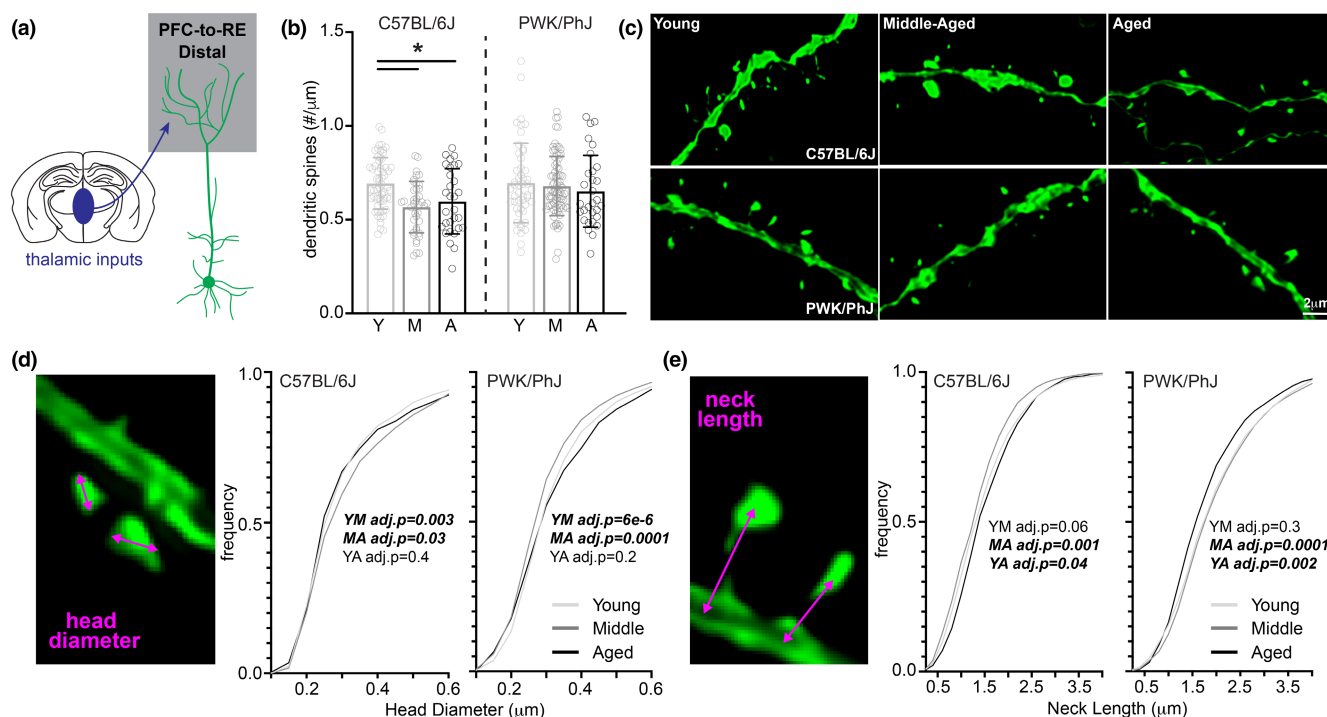 (a)
PFC-to-RE
Distal
thalamic inputs
(b)
C57BL/6J
PWK/PhJ
*
dendritic spines (#/μm)
1.5
1.0
0.5
0.0
Y
M
A
Y
M
A
(c)
Young
Middle-Aged
Aged
C57BL/6J
PWK/PhJ
2μm
(d)
head
diameter
C57BL/6J
PWK/PhJ
frequency
1.0
0.5
0.0
YM adj.p=0.003
MA adj.p=0.03
YA adj.p=0.4
YM adj.p=6e-6
MA adj.p=0.0001
YA adj.p=0.2
Young
Middle
Aged
0.2
0.4
0.6
0.2
0.4
0.6
Head Diameter (μm)
(e)
neck
length
C57BL/6J
PWK/PhJ
frequency
1.0
0.5
0.0
YM adj.p=0.06
MA adj.p=0.001
YA adj.p=0.04
YM adj.p=0.3
MA adj.p=0.0001
YA adj.p=0.002
Young
Middle
Aged
0.5
1.5
2.5
3.5
0.5
1.5
2.5
3.5
Neck Length (μm)